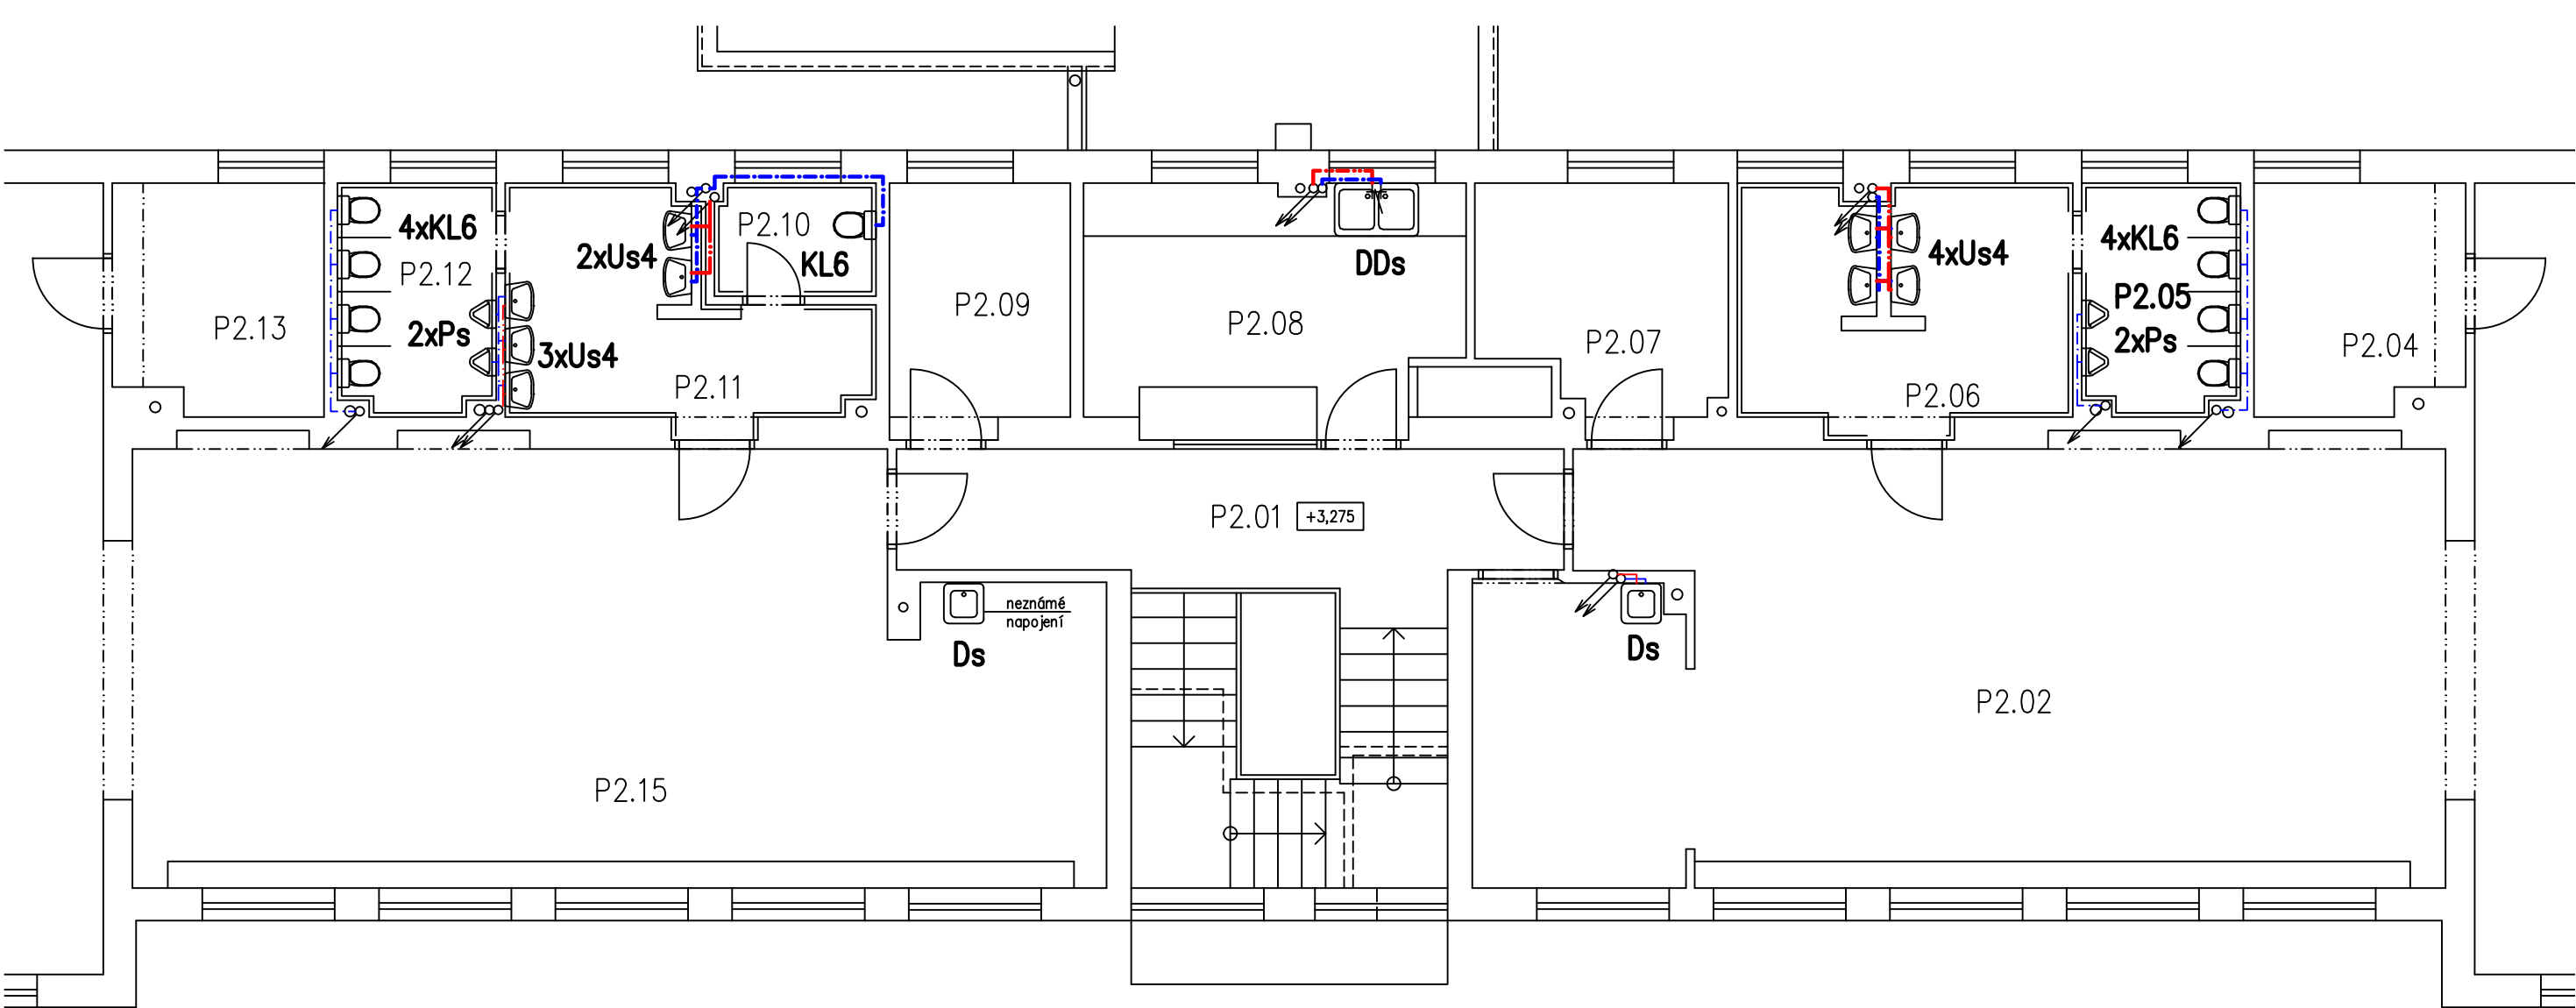 4xKL6
P2.12
2xPs
P2.13
2xUs4
3xUs4
P2.11
P2.10
KL6
P2.09
P2.08
DDs
P2.07
4xUs4
P2.06
4xKL6
P2.05
2xPs
P2.04
P2.01
+3,275
neznámé
napojení
Ds
Ds
P2.02
P2.15